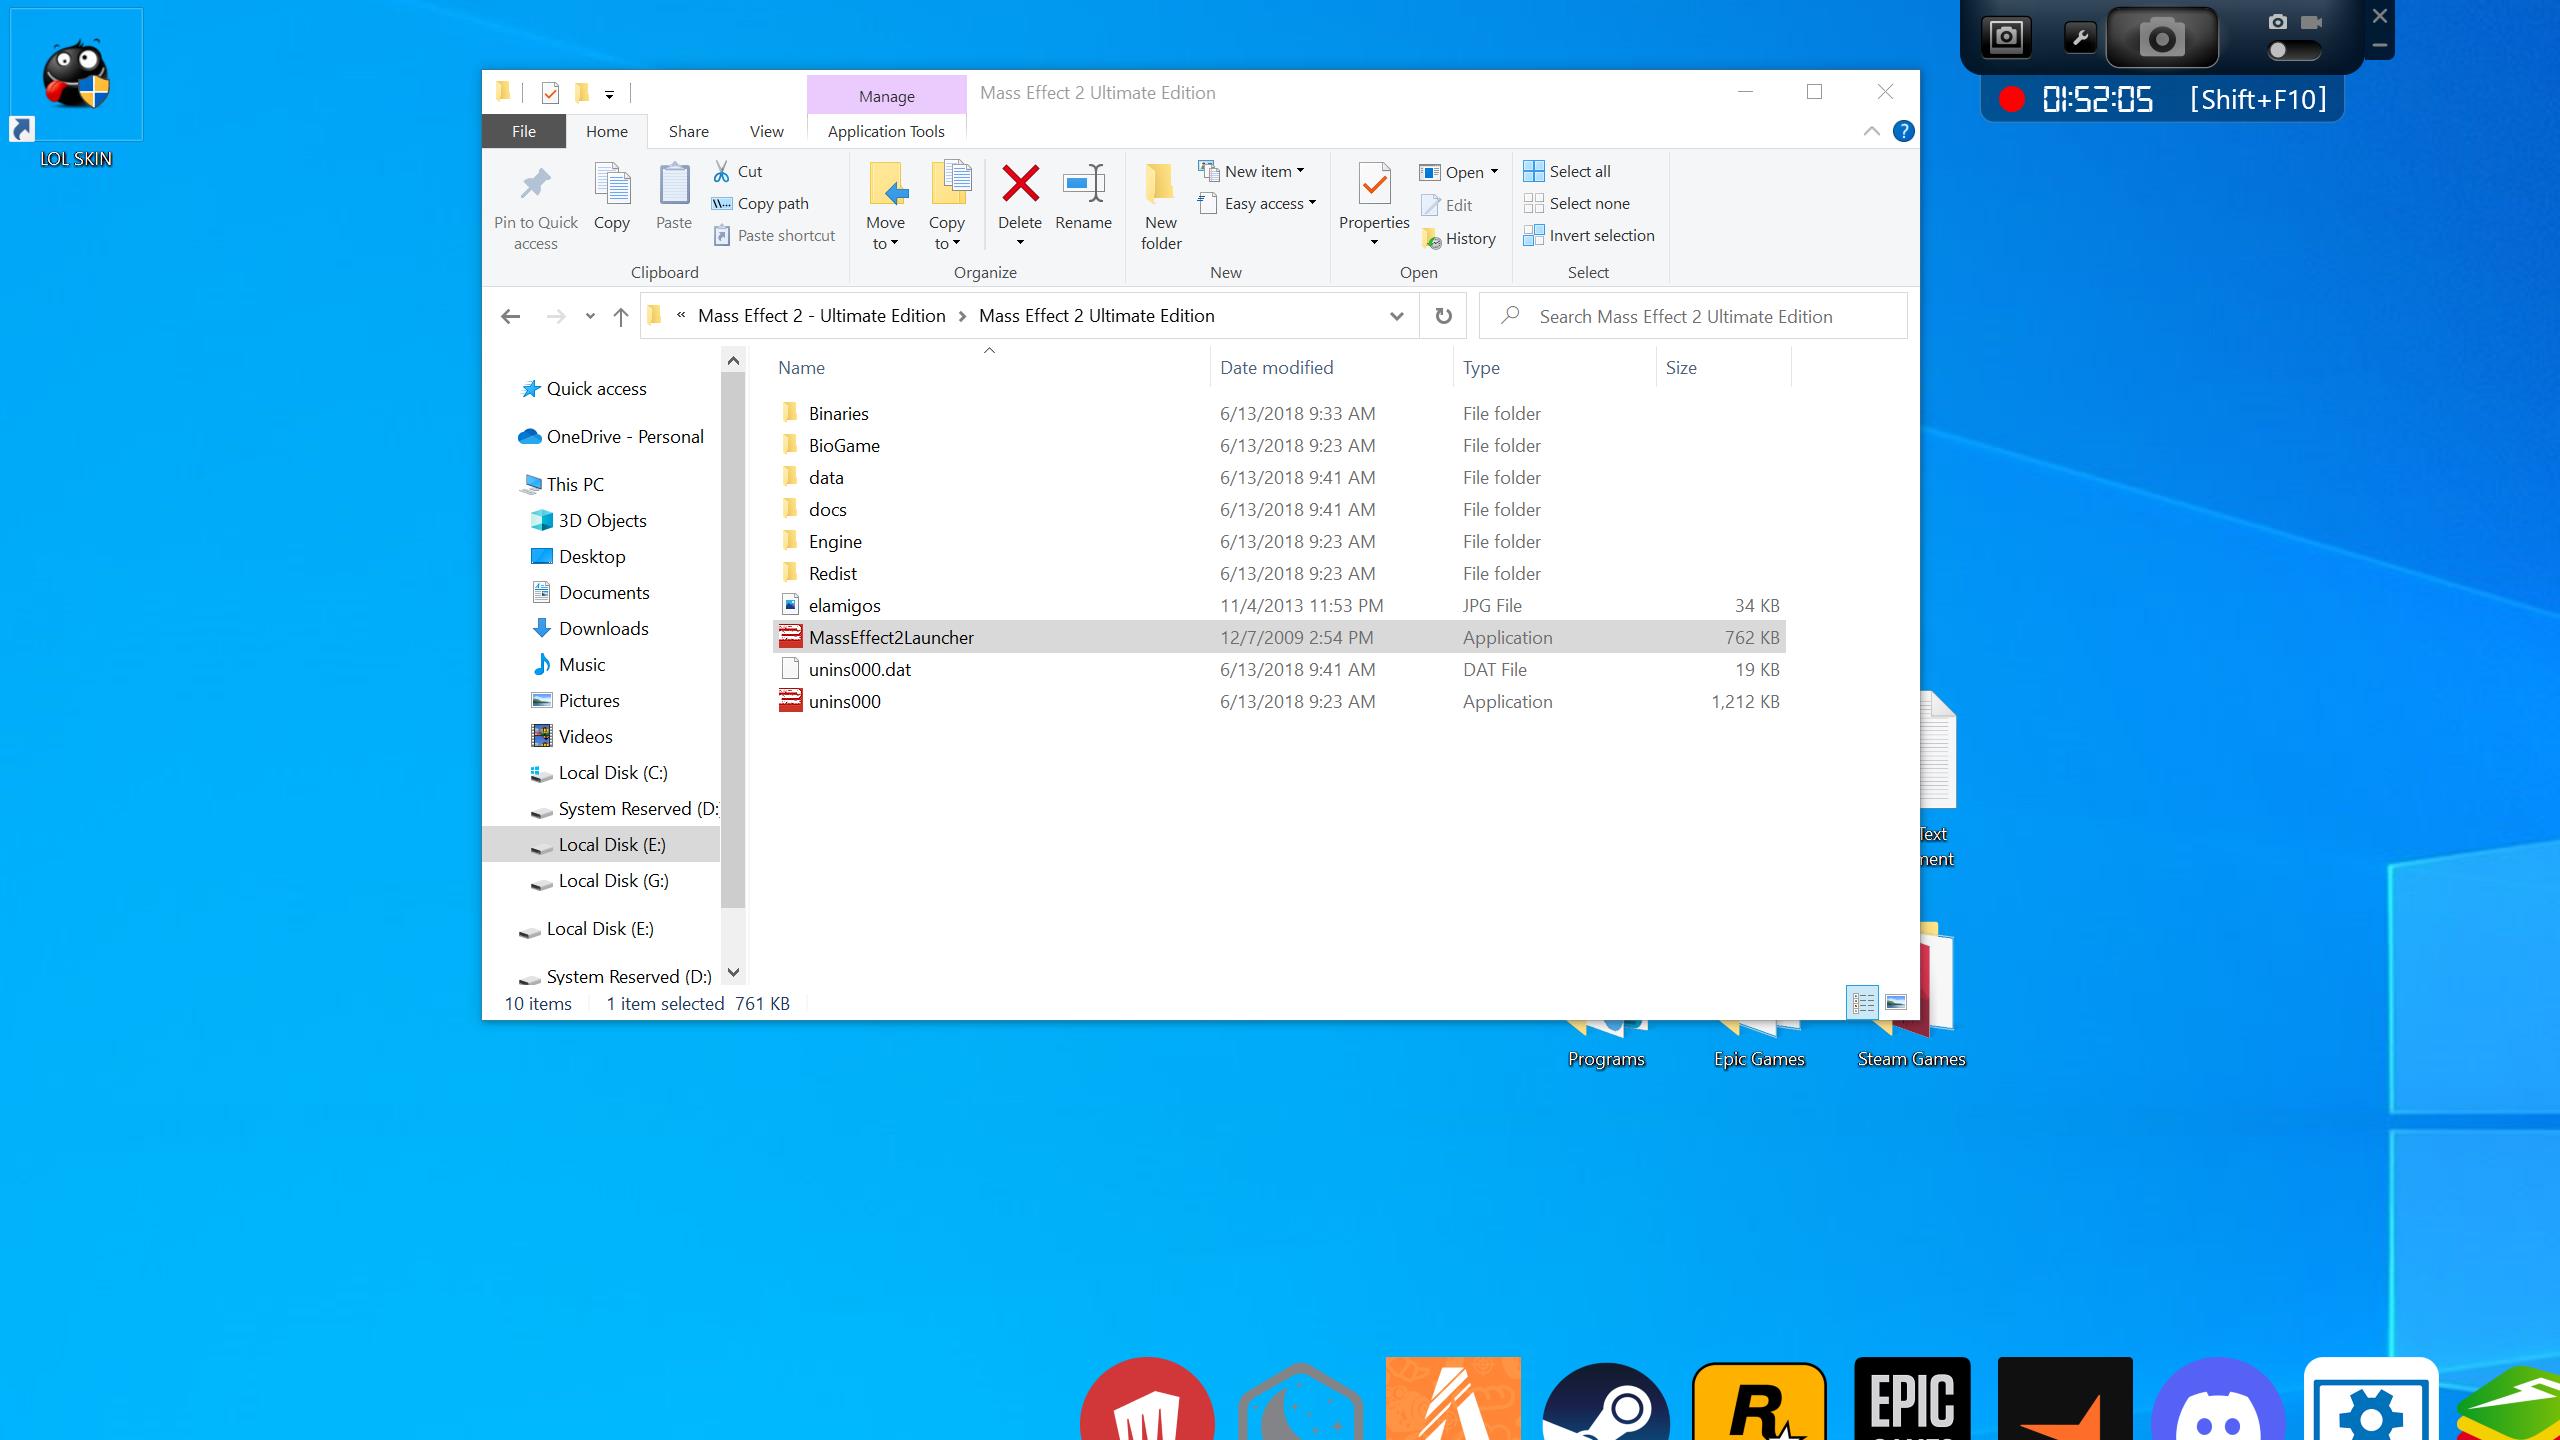 LOL SKIN
Manage
Mass Effect 2 Ultimate Edition
01:52:05 [Shift+F10]
File Home Share View Application Tools
Pin to Quick access
Copy
Paste
Cut
Copy path
Paste shortcut
Move to
Copy to
Delete
Rename
New folder
New item
Easy access
Properties
Open
Edit
History
Select all
Select none
Invert selection
Clipboard Organize New Open Select
« Mass Effect 2 - Ultimate Edition > Mass Effect 2 Ultimate Edition
Search Mass Effect 2 Ultimate Edition
Quick access
OneDrive - Personal
This PC
3D Objects
Desktop
Documents
Downloads
Music
Pictures
Videos
Local Disk (C:)
System Reserved (D:
Local Disk (E:)
Local Disk (G:)
Local Disk (E:)
System Reserved (D:)
Name Date modified Type Size
Binaries 6/13/2018 9:33 AM File folder
BioGame 6/13/2018 9:23 AM File folder
data 6/13/2018 9:41 AM File folder
docs 6/13/2018 9:41 AM File folder
Engine 6/13/2018 9:23 AM File folder
Redist 6/13/2018 9:23 AM File folder
elamigos 11/4/2013 11:53 PM JPG File 34 KB
MassEffect2Launcher 12/7/2009 2:54 PM Application 762 KB
unins000.dat 6/13/2018 9:41 AM DAT File 19 KB
unins000 6/13/2018 9:23 AM Application 1,212 KB
10 items 1 item selected 761 KB
Text
ment
Programs Epic Games Steam Games
EPIC